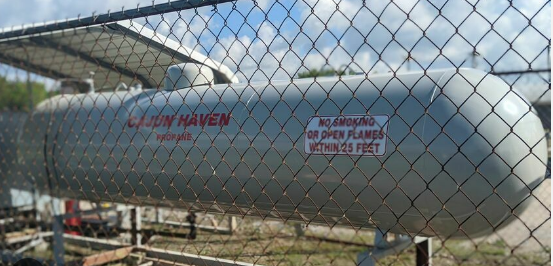 CAJUN HAVEN
PROPANE
NO SMOKING
OR OPEN FLAMES
WITHIN 25 FEET